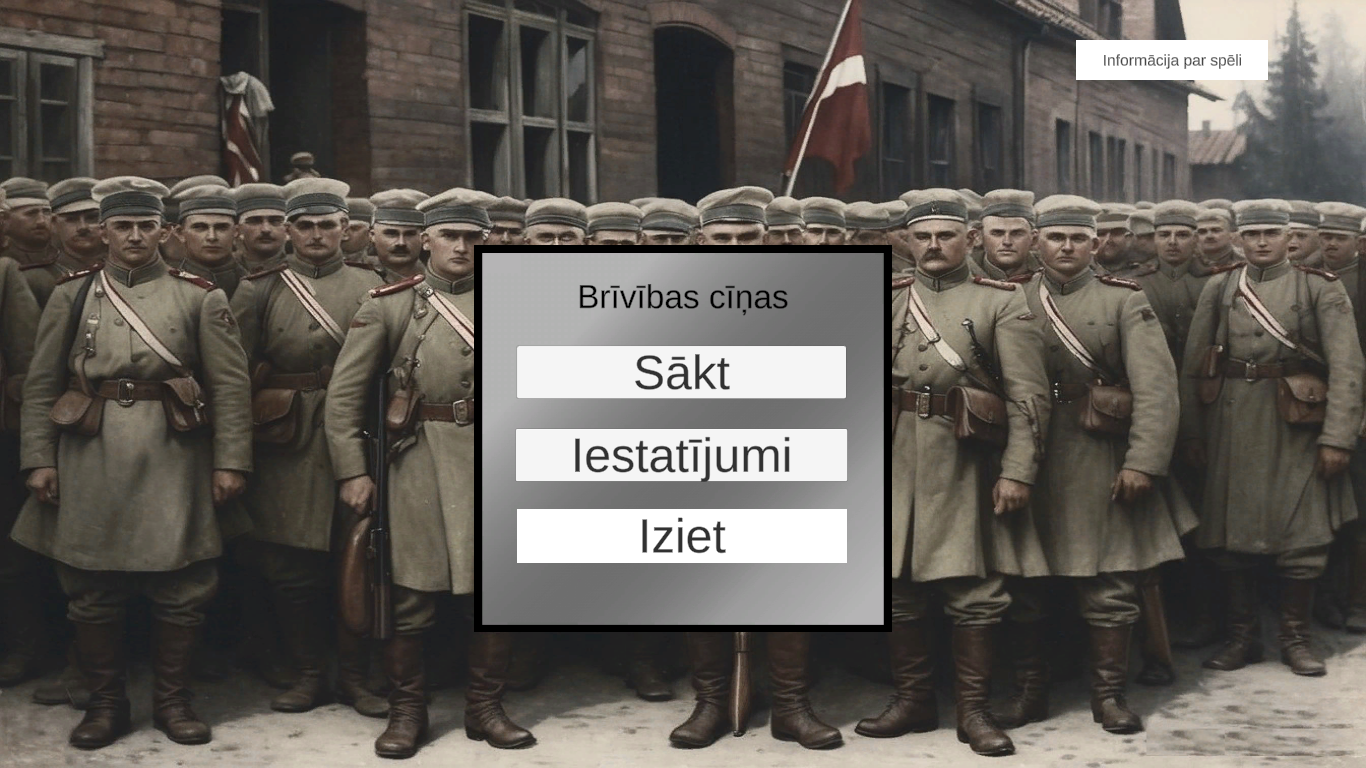 Informācija par spēli
Brīvības cīņas
Sākt
Iestatījumi
Iziet